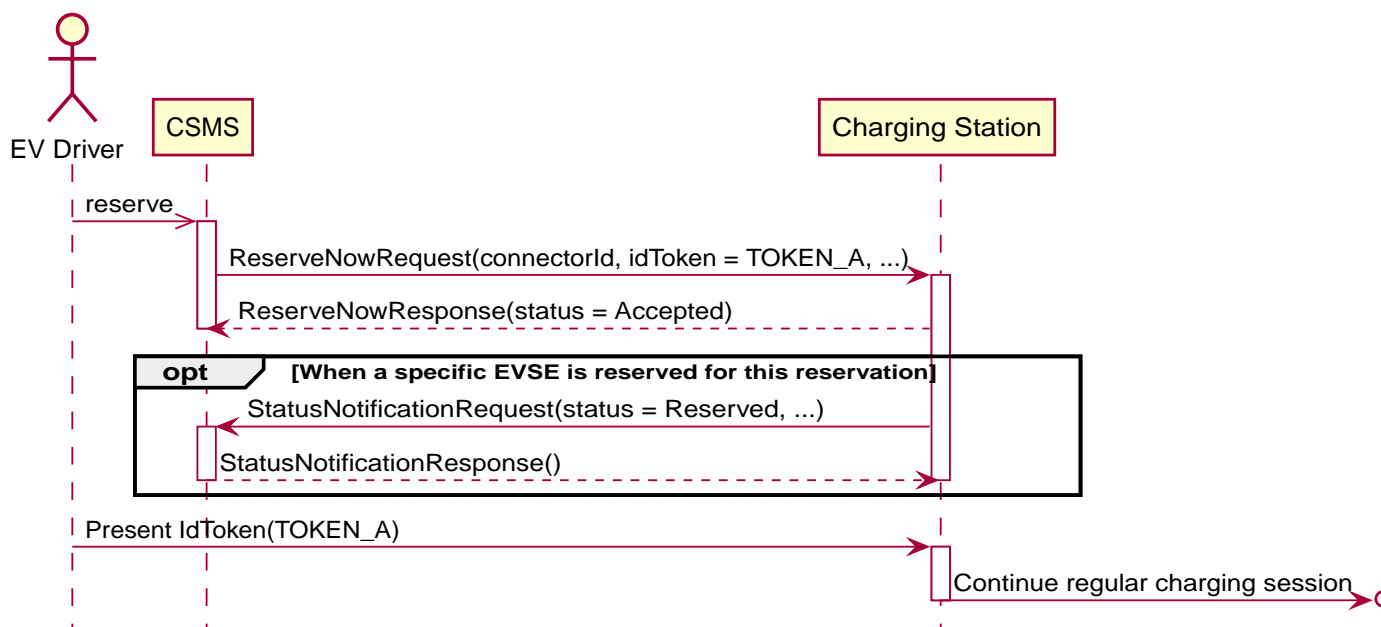 EV Driver
CSMS
Charging Station
reserve
ReserveNowRequest(connectorId, idToken = TOKEN_A, ...)
ReserveNowResponse(status = Accepted)
opt [When a specific EVSE is reserved for this reservation]
StatusNotificationRequest(status = Reserved, ...)
StatusNotificationResponse()
Present IdToken(TOKEN_A)
Continue regular charging session